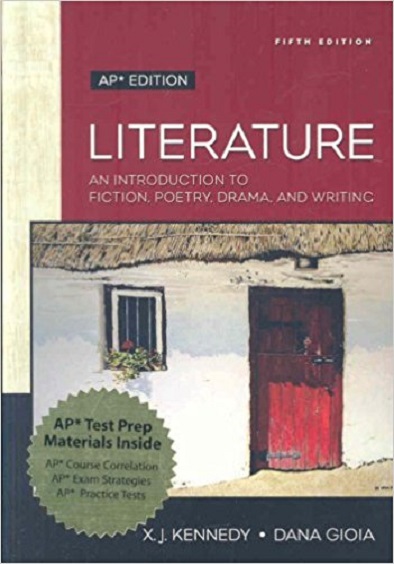 FIFTH EDITION
AP* EDITION
LITERATURE
AN INTRODUCTION TO
FICTION, POETRY, DRAMA, AND WRITING
AP* Test Prep
Materials Inside
AP* Course Correlation
AP* Exam Strategies
AP* Practice Tests
X. J. KENNEDY • DANA GIOIA